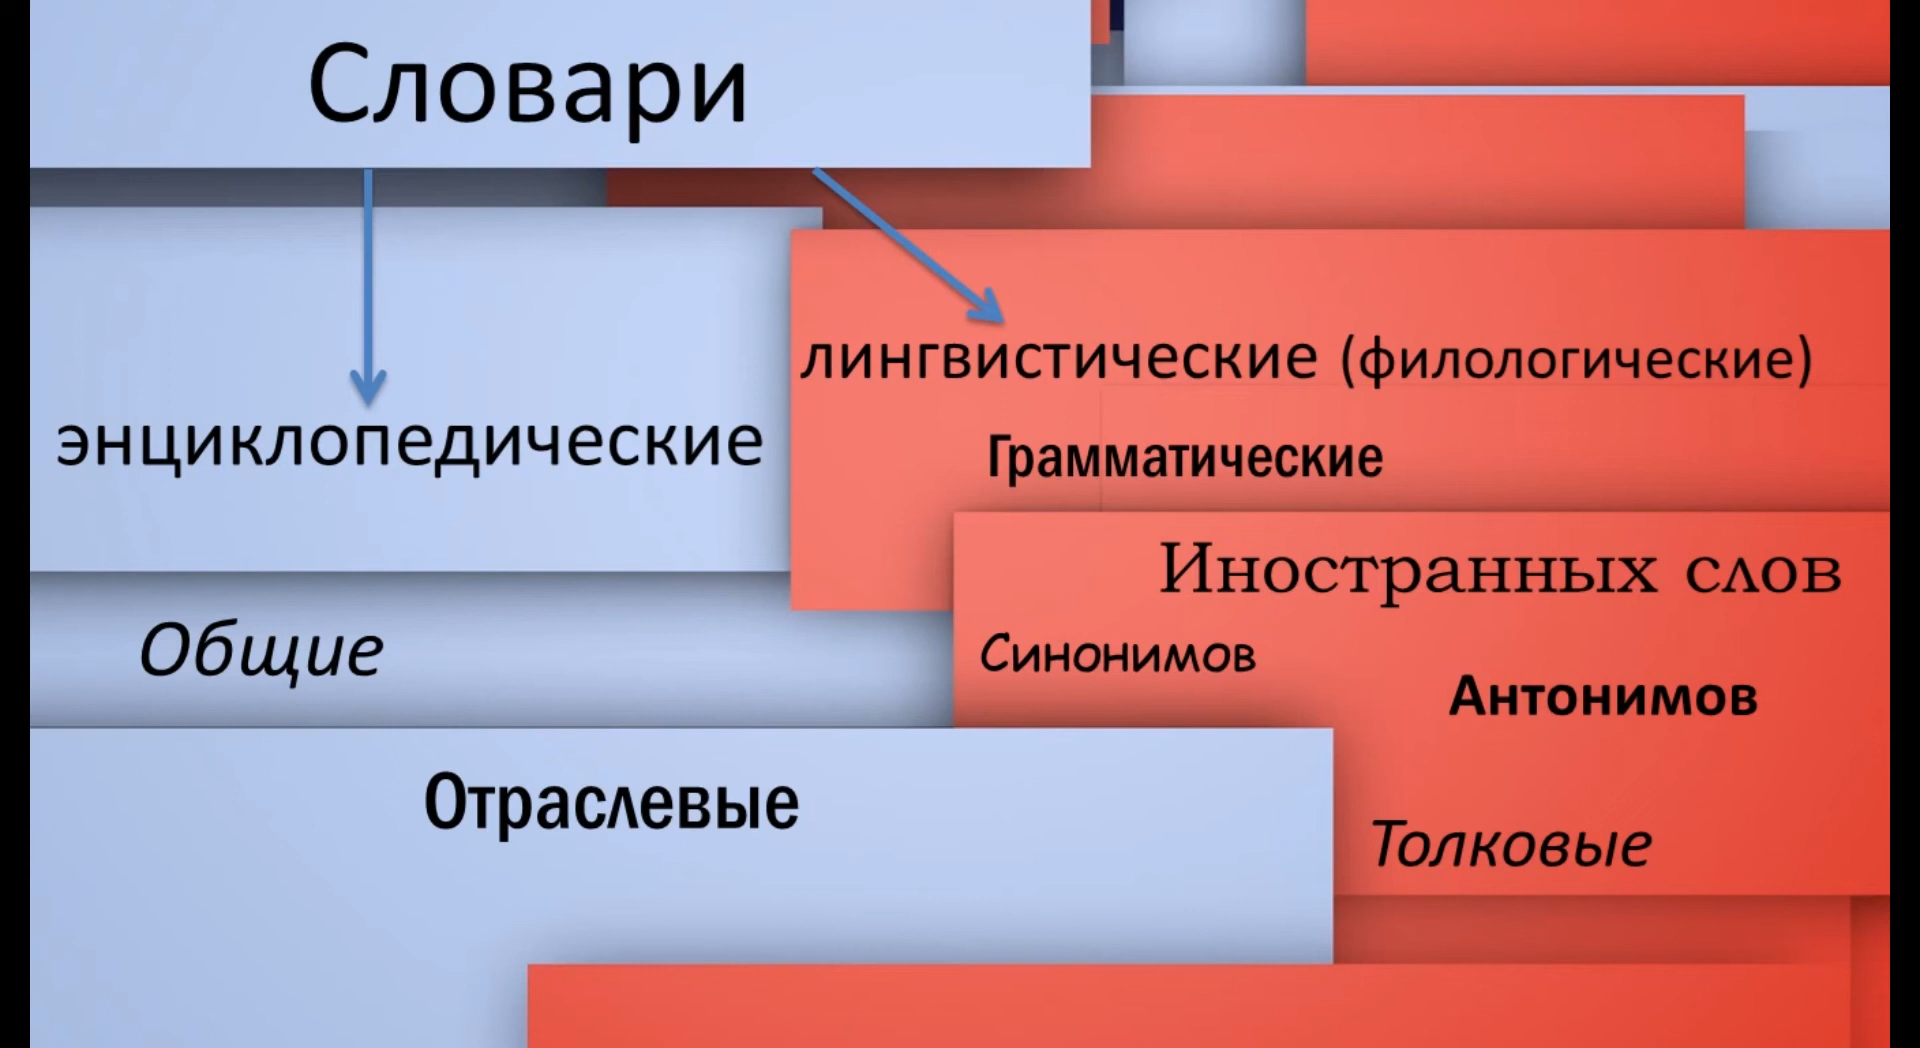 Словари
лингвистические (филологические)
энциклопедические
Грамматические
Иностранных слов
Общие
Синонимов
Антонимов
Отраслевые
Толковые